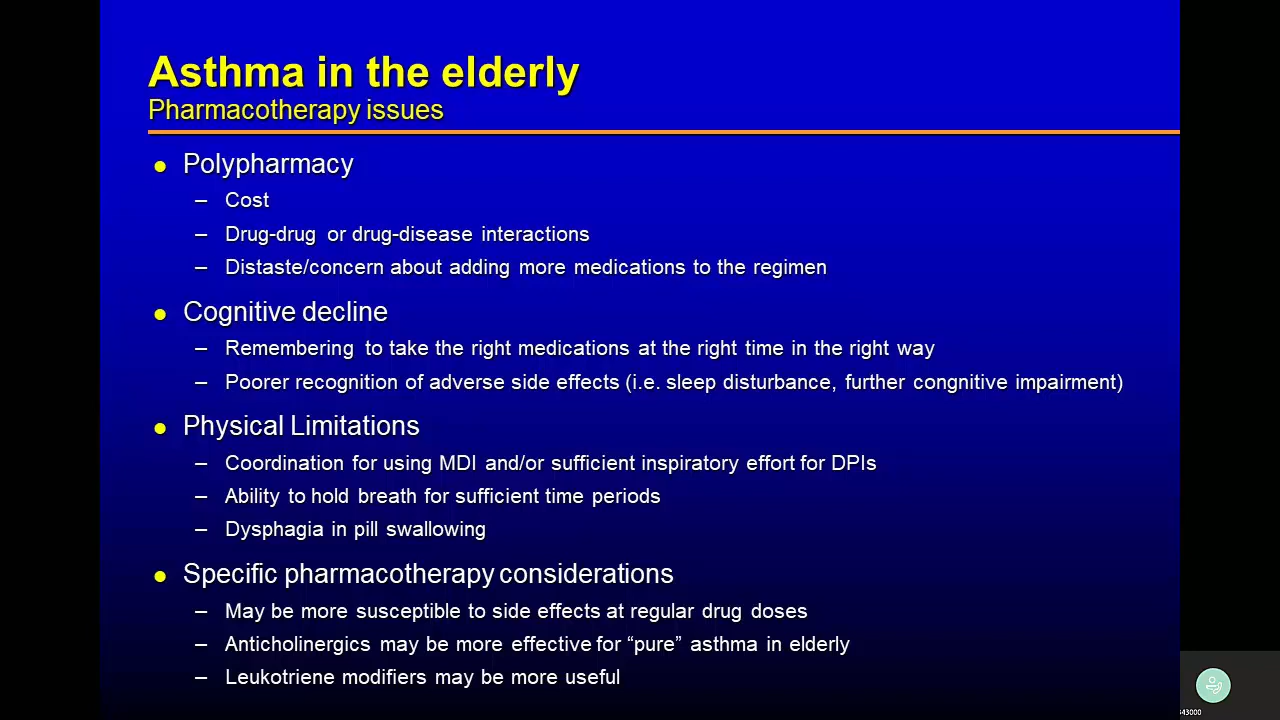 Asthma in the elderly
Pharmacotherapy issues
● Polypharmacy
– Cost
– Drug-drug or drug-disease interactions
– Distaste/concern about adding more medications to the regimen
● Cognitive decline
– Remembering to take the right medications at the right time in the right way
– Poorer recognition of adverse side effects (i.e. sleep disturbance, further congnitive impairment)
● Physical Limitations
– Coordination for using MDI and/or sufficient inspiratory effort for DPIs
– Ability to hold breath for sufficient time periods
– Dysphagia in pill swallowing
● Specific pharmacotherapy considerations
– May be more susceptible to side effects at regular drug doses
– Anticholinergics may be more effective for “pure” asthma in elderly
– Leukotriene modifiers may be more useful